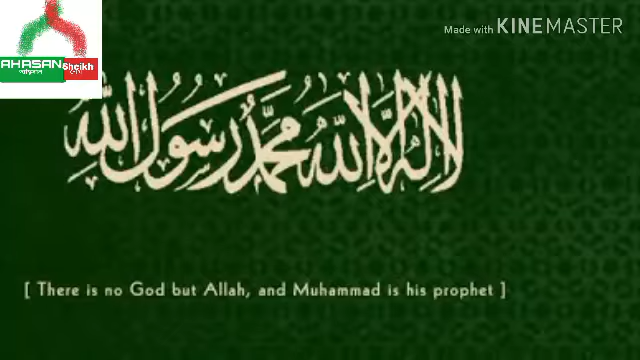 Made with KINEMASTER
AHASAN
Sheikh
لا إله إلا الله محمد رسول الله
[ There is no God but Allah, and Muhammad is his prophet ]